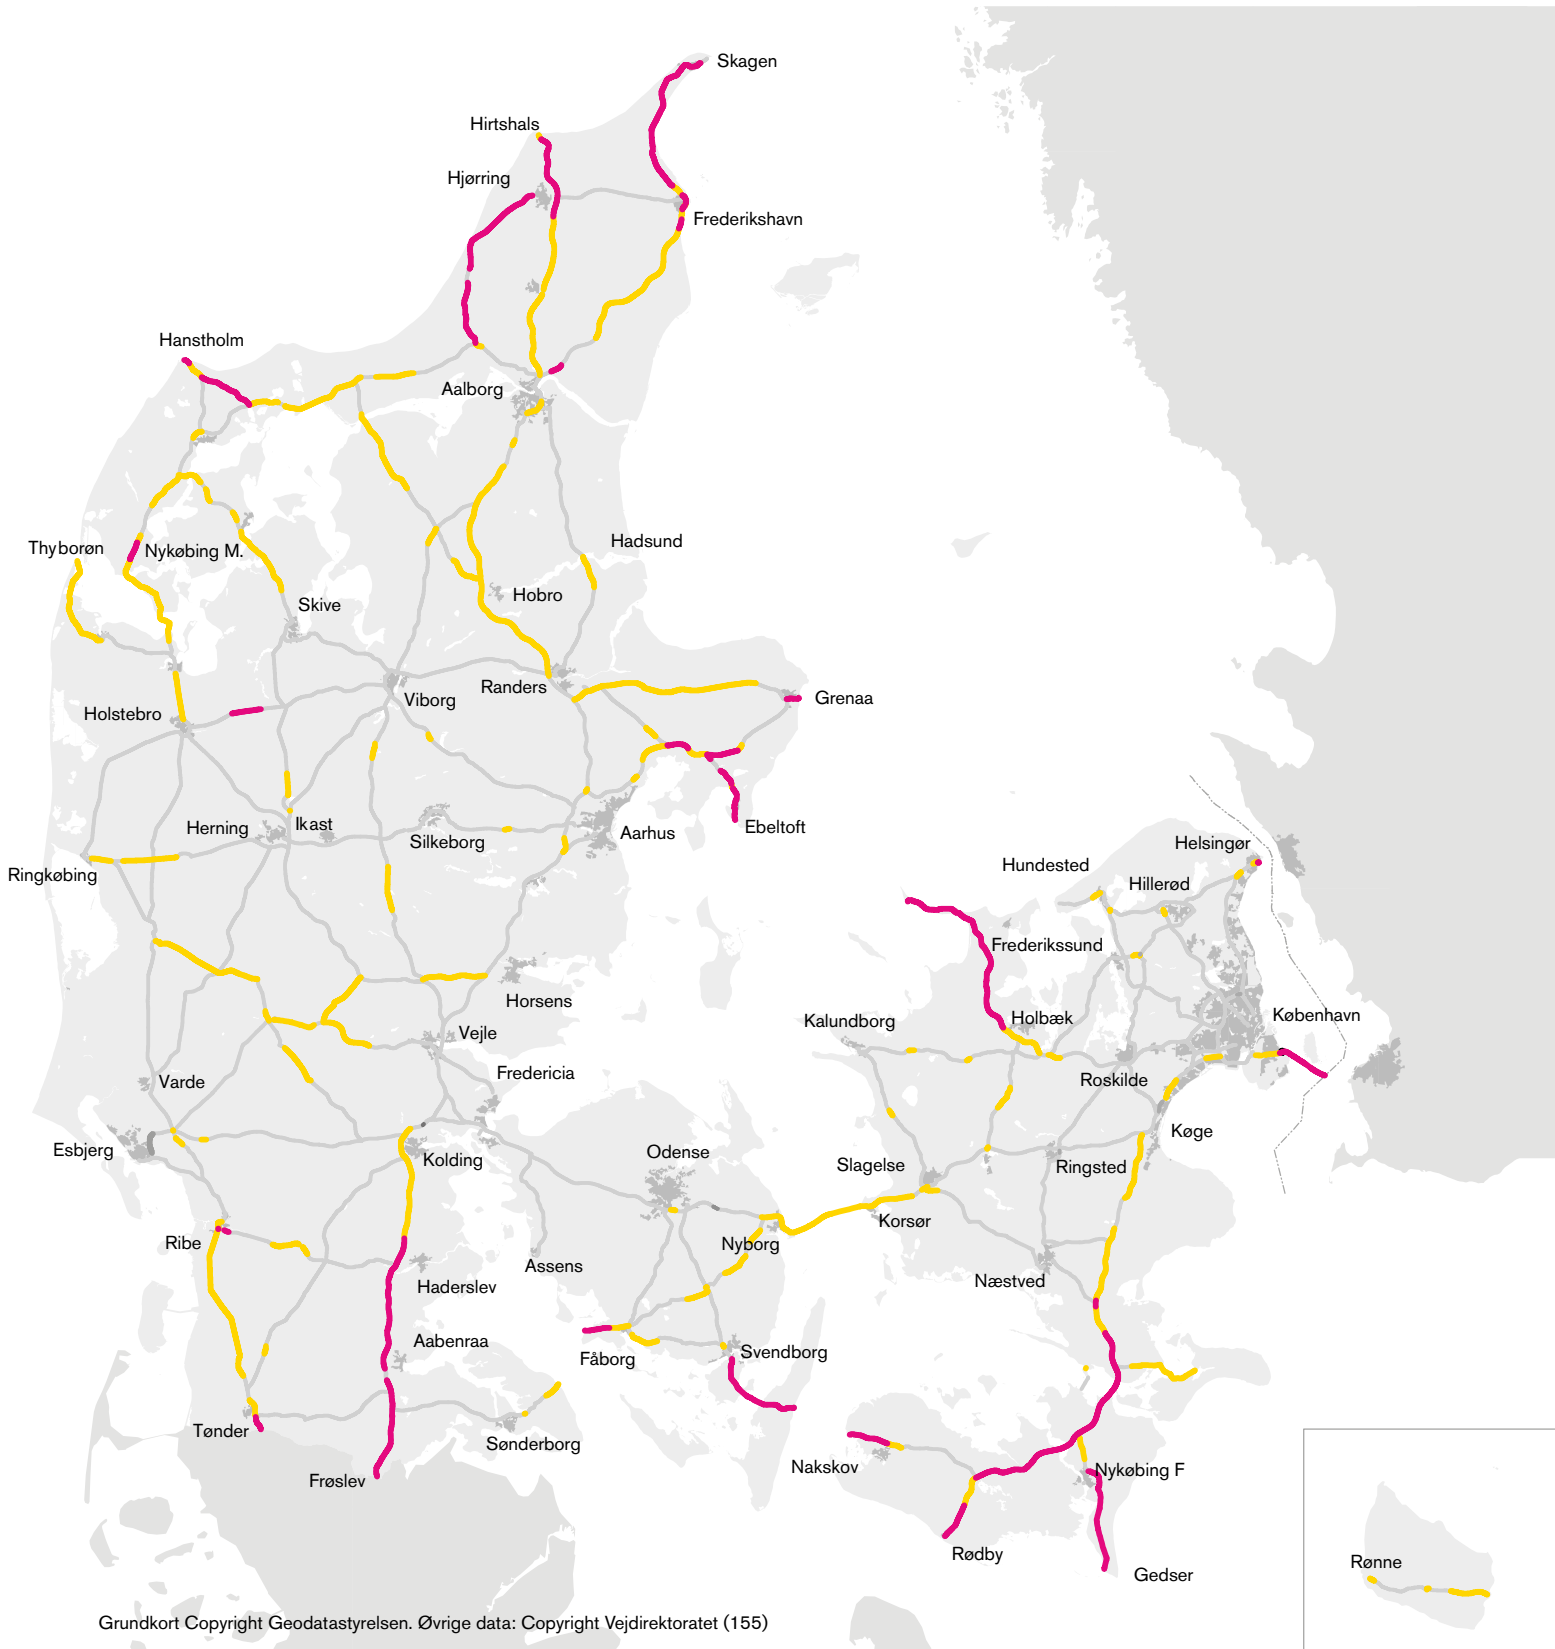 Skagen
Hirtshals
Hjørring
Frederikshavn
Hanstholm
Aalborg
Thyborøn
Nykøbing M.
Hadsund
Hobro
Skive
Randers
Viborg
Grenaa
Holstebro
Herning
Ikast
Silkeborg
Aarhus
Ebeltoft
Ringkøbing
Helsingør
Hundested
Hillerød
Frederikssund
Horsens
Kalundborg
Holbæk
København
Vejle
Varde
Fredericia
Roskilde
Esbjerg
Kolding
Odense
Slagelse
Ringsted
Køge
Korsør
Ribe
Nyborg
Assens
Haderslev
Næstved
Aabenraa
Fåborg
Svendborg
Tønder
Sønderborg
Frøslev
Nakskov
Nykøbing F
Rødby
Gedser
Rønne
Grundkort Copyright Geodatastyrelsen. Øvrige data: Copyright Vejdirektoratet (155)